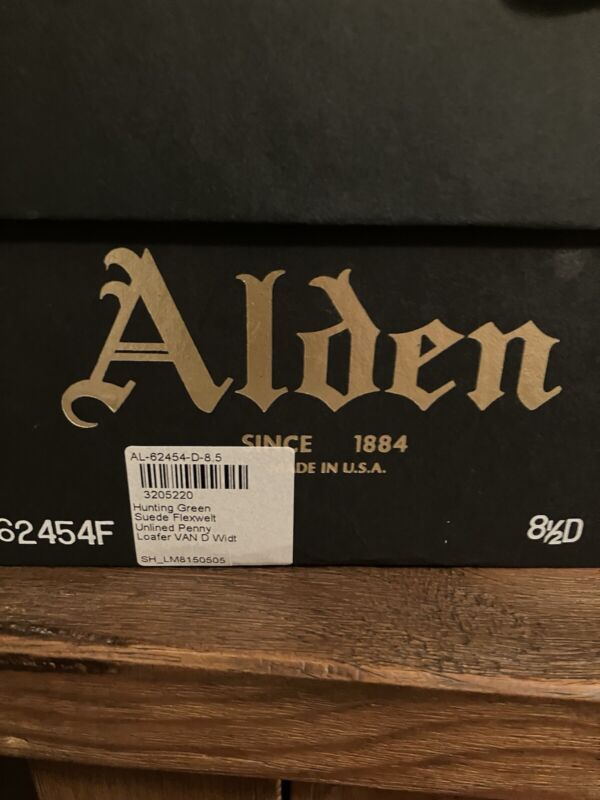 Alden
SINCE 1884
MADE IN U.S.A.
AL-62454-D-8.5
3205220
Hunting Green
Suede Flexwelt
Unlined Penny
Loafer VAN D Widt
SH_LM8150505
62454F
8½D